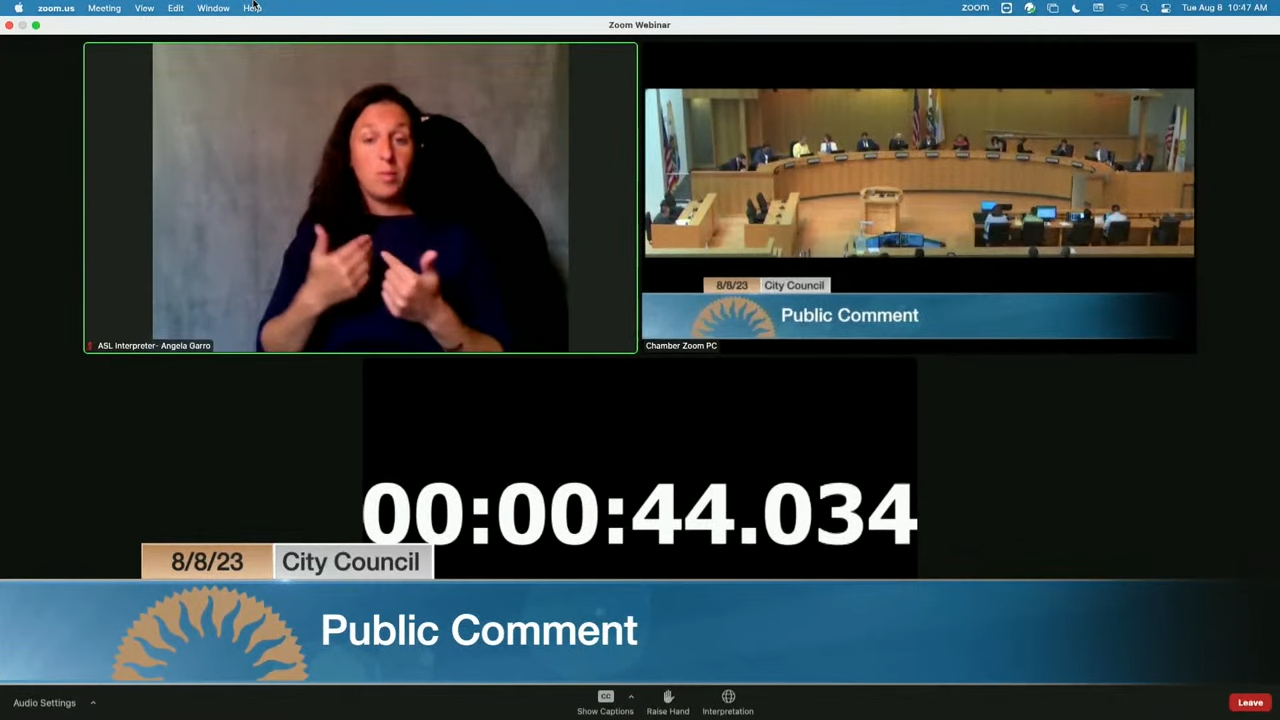 zoom.us Meeting View Edit Window Help
zoom Tue Aug 8 10:47 AM
Zoom Webinar
8/8/23 City Council
Public Comment
ASL Interpreter- Angela Garro
Chamber Zoom PC
00:00:44.034
8/8/23 City Council
Public Comment
Audio Settings
CC
Show Captions Raise Hand Interpretation
Leave